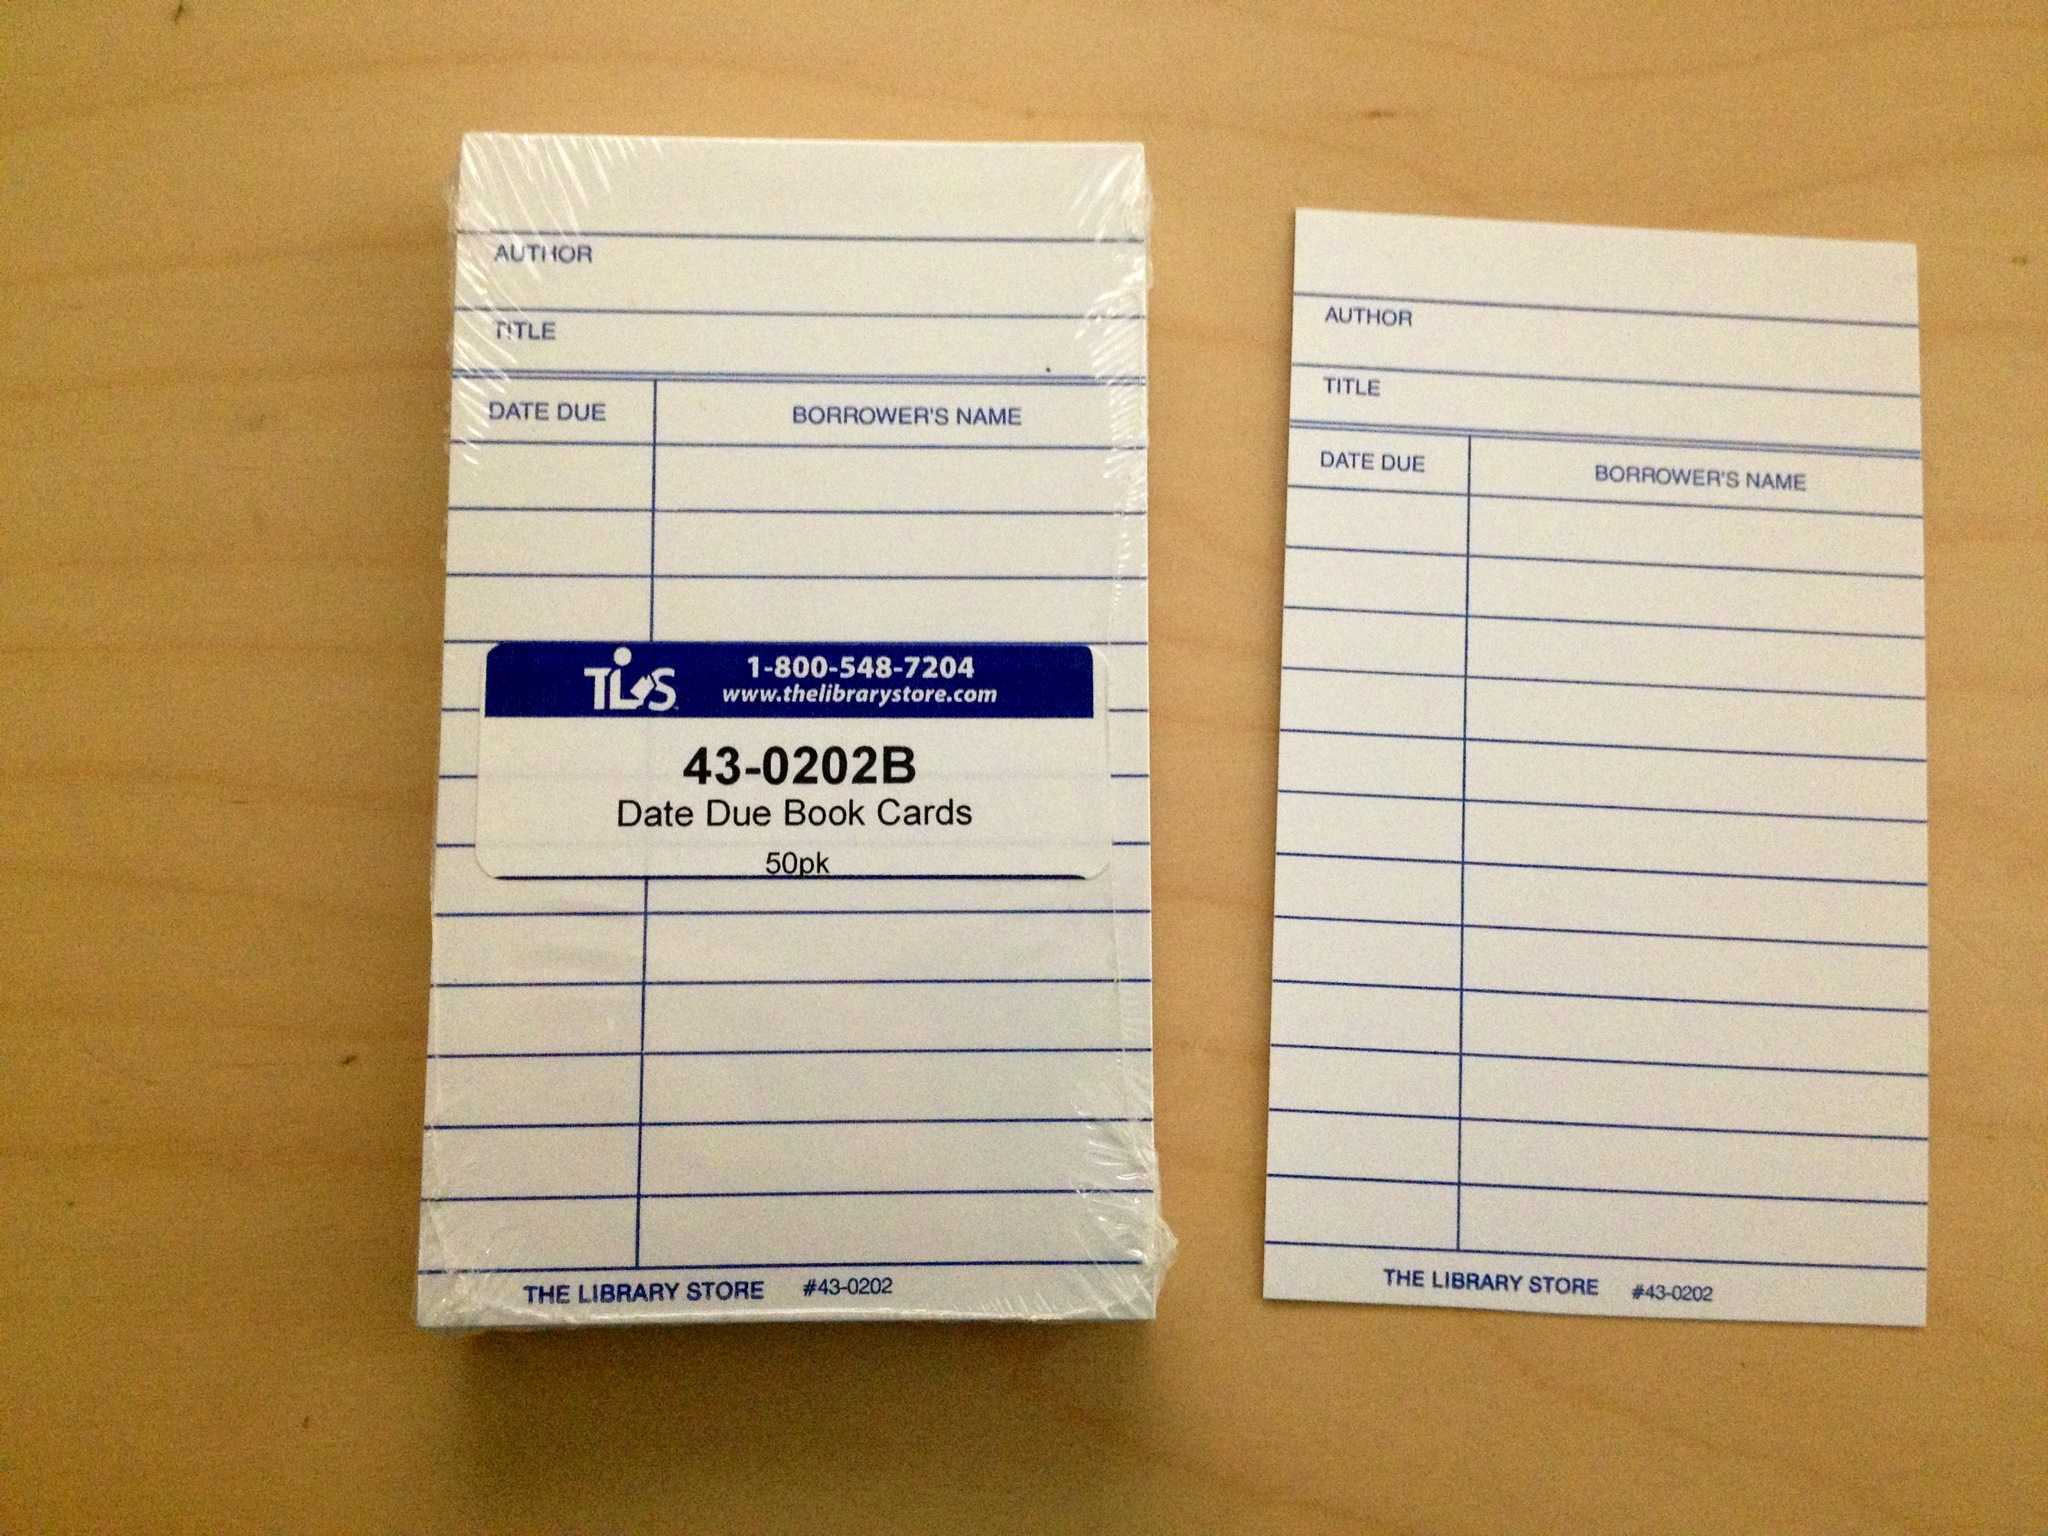 AUTHOR
TITLE
DATE DUE BORROWER'S NAME
TLS 1-800-548-7204
www.thelibrarystore.com
43-0202B
Date Due Book Cards
50pk
THE LIBRARY STORE #43-0202
AUTHOR
TITLE
DATE DUE BORROWER'S NAME
THE LIBRARY STORE #43-0202